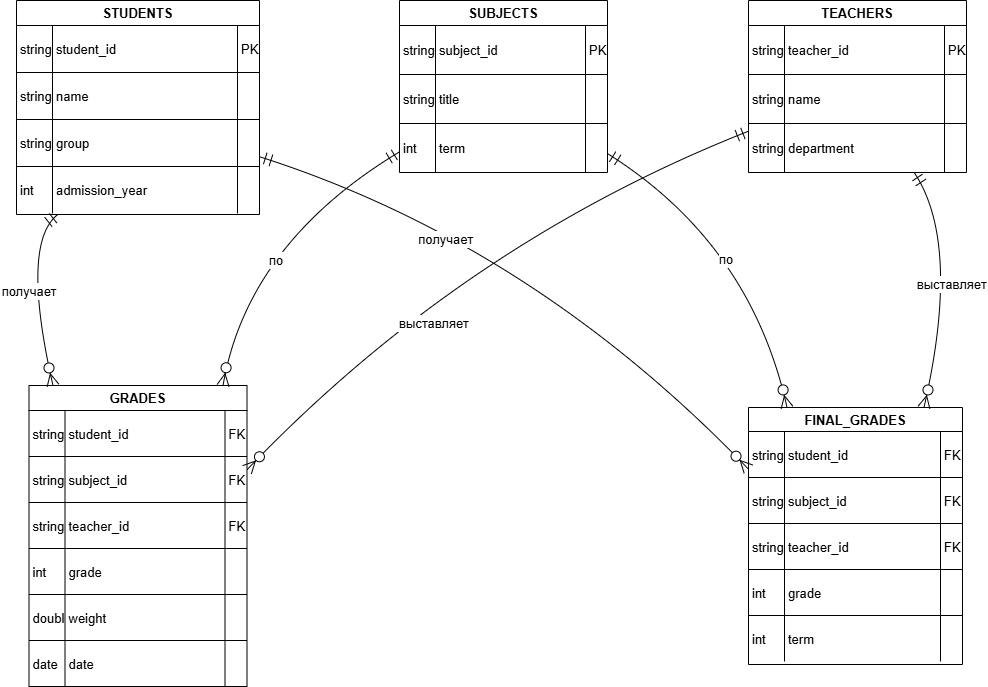 STUDENTS
string student_id PK
string name
string group
int admission_year
SUBJECTS
string subject_id PK
string title
int term
TEACHERS
string teacher_id PK
string name
string department
получает
по
получает
выставляет
по
выставляет
GRADES
string student_id FK
string subject_id FK
string teacher_id FK
int grade
doubl weight
date date
FINAL_GRADES
string student_id FK
string subject_id FK
string teacher_id FK
int grade
int term